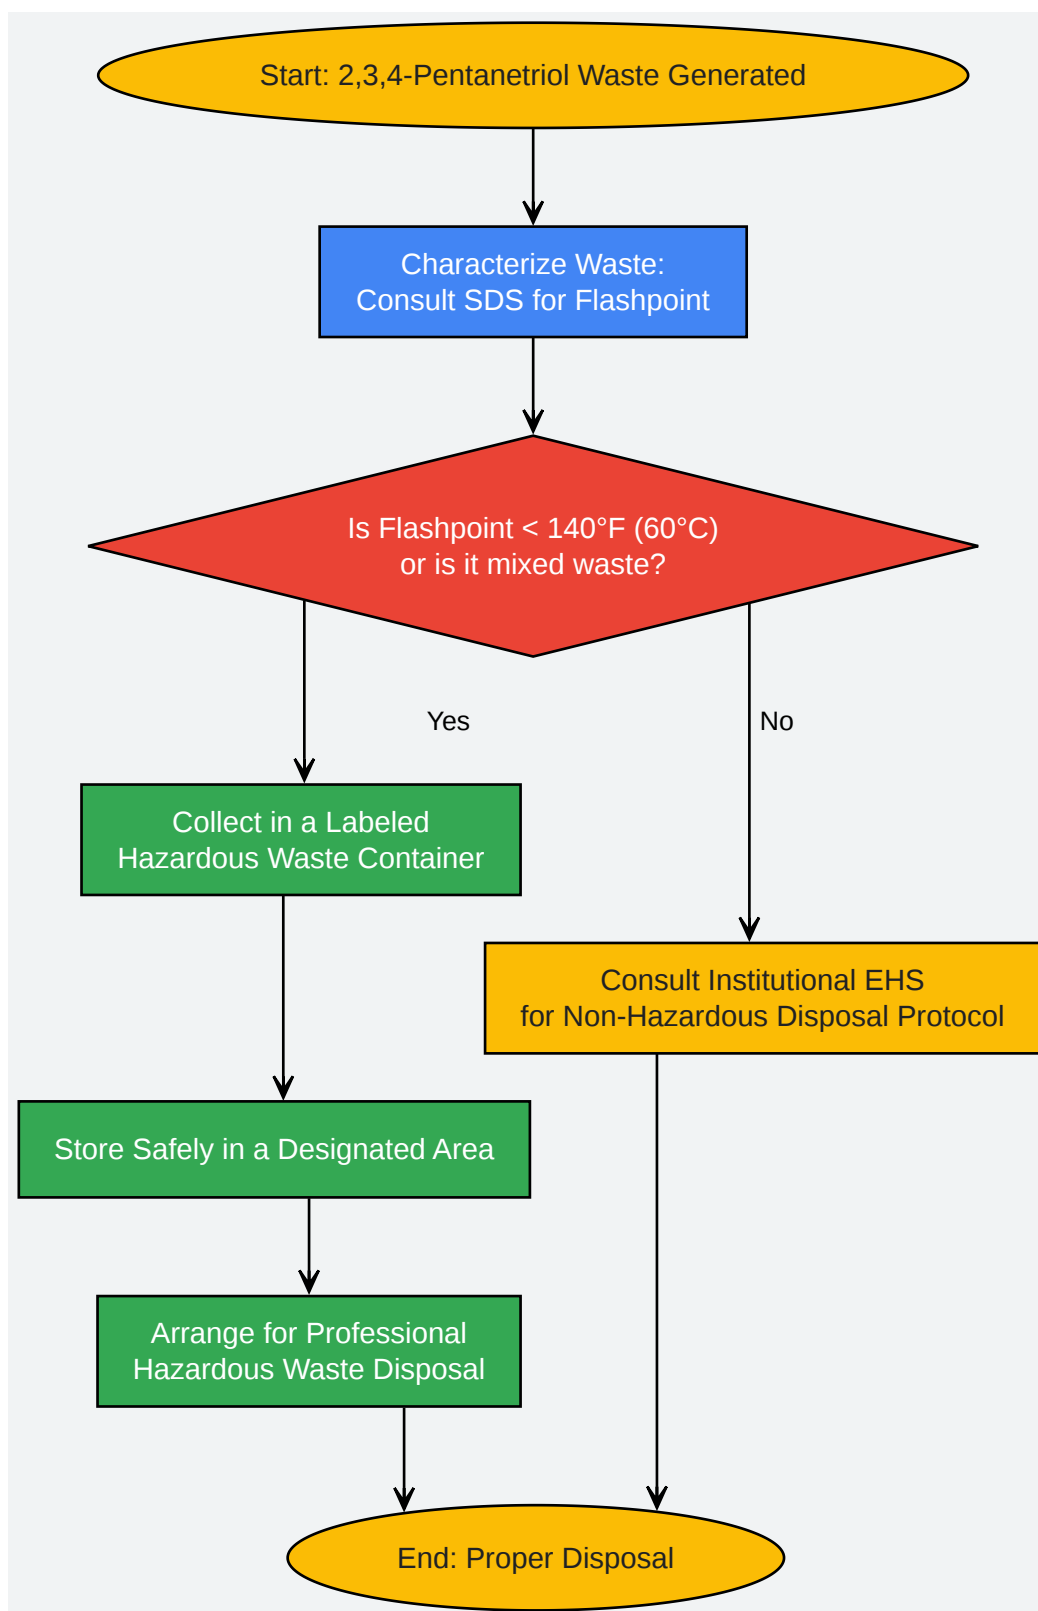 Start: 2,3,4-Pentanetriol Waste Generated
Characterize Waste:
Consult SDS for Flashpoint
Is Flashpoint < 140°F (60°C)
or is it mixed waste?
Yes
No
Collect in a Labeled
Hazardous Waste Container
Consult Institutional EHS
for Non-Hazardous Disposal Protocol
Store Safely in a Designated Area
Arrange for Professional
Hazardous Waste Disposal
End: Proper Disposal